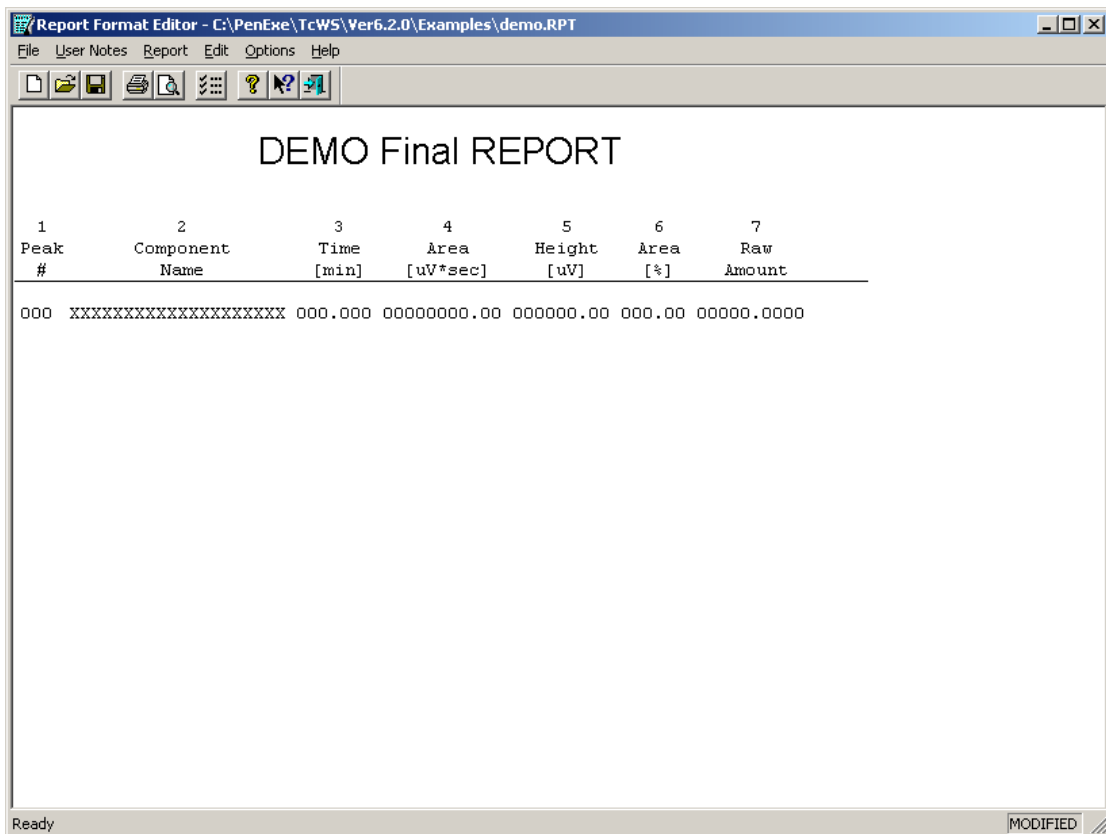 Report Format Editor - C:\PenExe\TcWS\Ver6.2.0\Examples\demo.RPT
File User Notes Report Edit Options Help
DEMO Final REPORT
1 2 3 4 5 6 7
Peak Component Time Area Height Area Raw
# Name [min] [uV*sec] [uV] [%] Amount
000 XXXXXXXXXXXXXXXXXXXX 000.000 00000000.00 000000.00 000.00 00000.0000
Ready MODIFIED